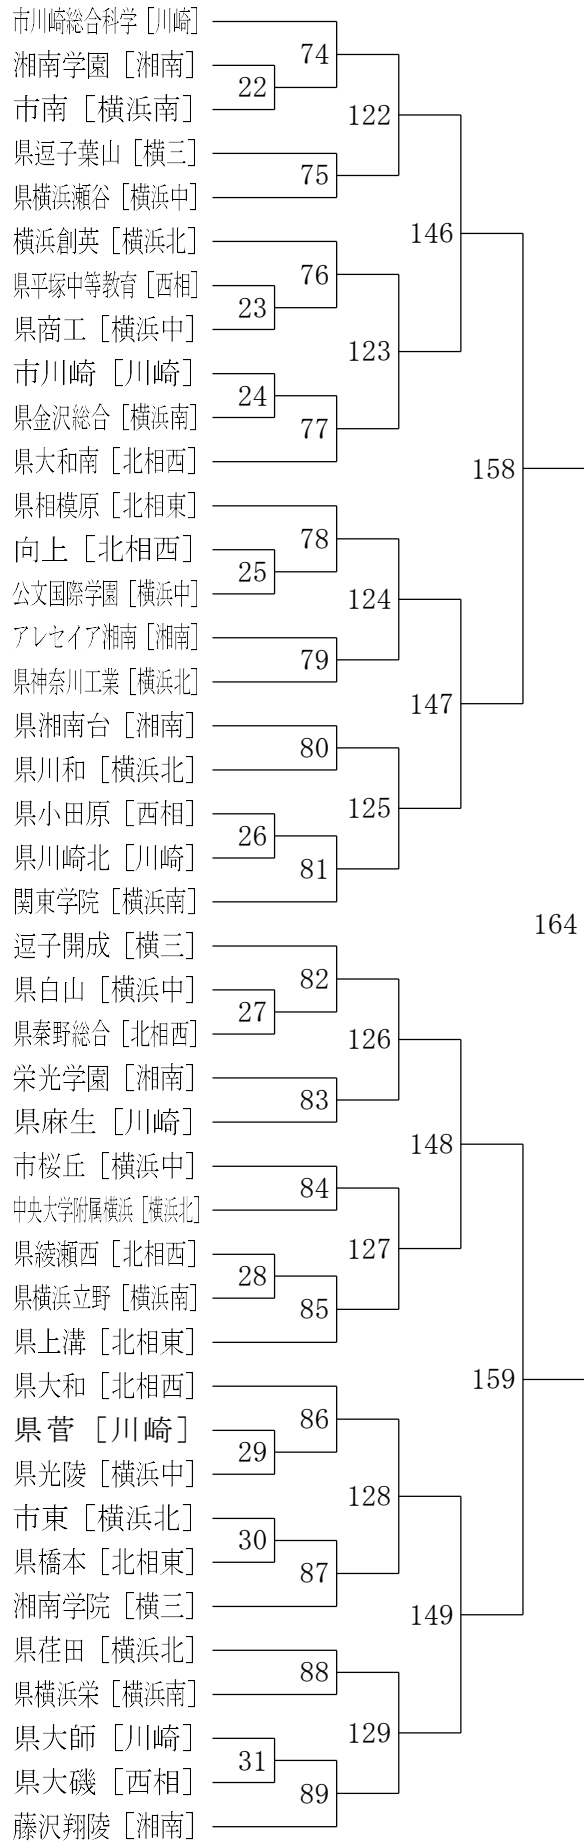 市川崎総合科学［川崎］
74
湘南学園［湘南］
22
市南［横浜南］
122
県逗子葉山［横三］
75
県横浜瀬谷［横浜中］
146
横浜創英［横浜北］
76
県平塚中等教育［西相］
23
県商工［横浜中］
123
市川崎［川崎］
24
県金沢総合［横浜南］
77
県大和南［北相西］
158
県相模原［北相東］
78
向上［北相西］
25
公文国際学園［横浜中］
124
アレセイア湘南［湘南］
79
県神奈川工業［横浜北］
147
県湘南台［湘南］
80
県川和［横浜北］
125
県小田原［西相］
26
県川崎北［川崎］
81
関東学院［横浜南］
164
逗子開成［横三］
82
県白山［横浜中］
27
県秦野総合［北相西］
126
栄光学園［湘南］
83
県麻生［川崎］
148
市桜丘［横浜中］
84
中央大学附属横浜［横浜北］
127
県綾瀬西［北相西］
28
県横浜立野［横浜南］
85
県上溝［北相東］
159
県大和［北相西］
86
県菅［川崎］
29
県光陵［横浜中］
128
市東［横浜北］
30
県橋本［北相東］
87
湘南学院［横三］
149
県荏田［横浜北］
88
県横浜栄［横浜南］
129
県大師［川崎］
31
県大磯［西相］
89
藤沢翔陵［湘南］